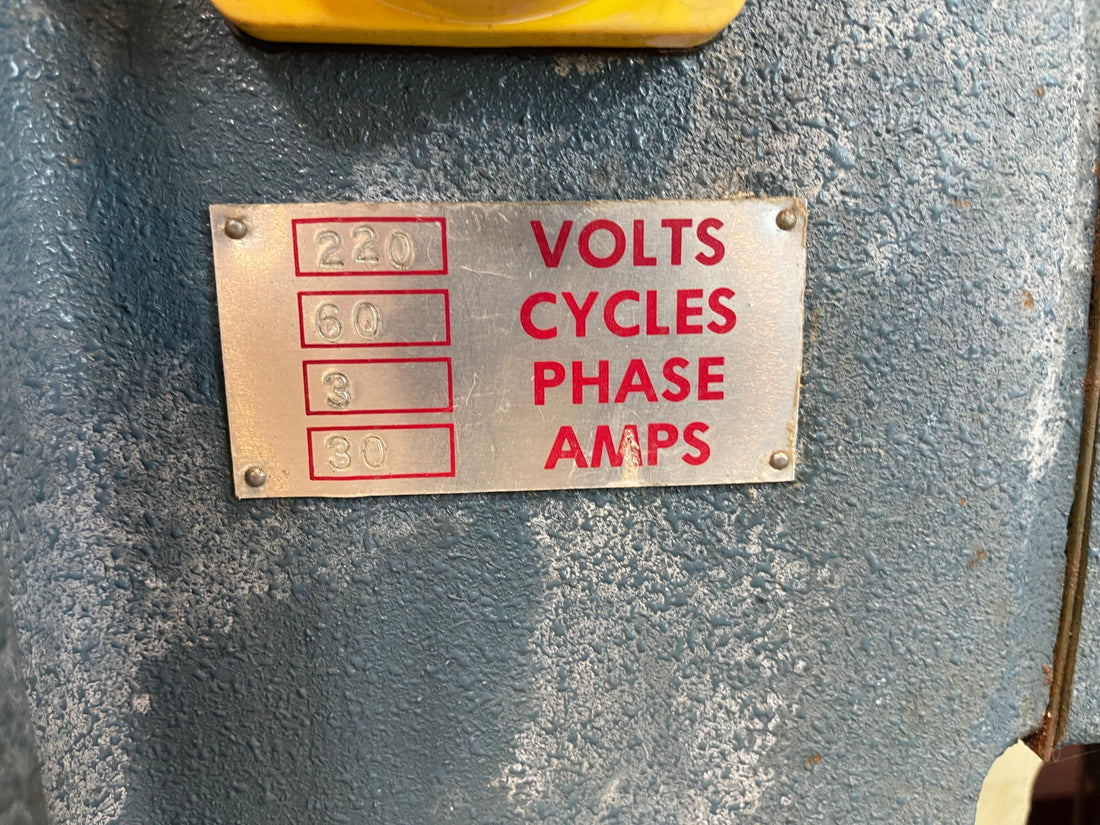 220 VOLTS
60 CYCLES
3 PHASE
30 AMPS